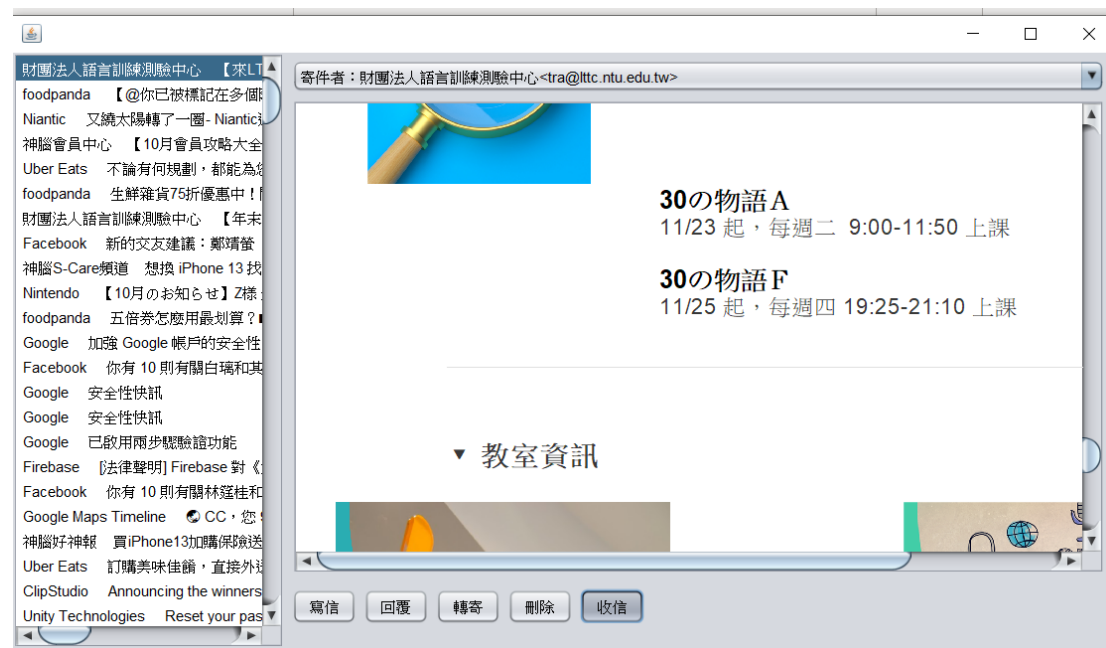 財團法人語言訓練測驗中心 【來LT
foodpanda 【@你已被標記在多個
Niantic 又繞太陽轉了一圈- Niantic
神腦會員中心 【10月會員攻略大全
Uber Eats 不論有何規劃，都能為您
foodpanda 生鮮雜貨75折優惠中！
財團法人語言訓練測驗中心 【年末
Facebook 新的交友建議：鄭靖螢
神腦S-Care頻道 想換 iPhone 13 找
Nintendo 【10月のお知らせ】Z様
foodpanda 五倍券怎麼用最划算？
Google 加強 Google 帳戶的安全性
Facebook 你有 10 則有關白璃和其
Google 安全性快訊
Google 安全性快訊
Google 已啟用兩步驟驗證功能
Firebase [法律聲明] Firebase 對《
Facebook 你有 10 則有關林筳桂和
Google Maps Timeline 🌏 CC，您
神腦好神報 買iPhone13加購保險送
Uber Eats 訂購美味佳餚，直接外送
ClipStudio Announcing the winners
Unity Technologies Reset your pas
寄件者：財團法人語言訓練測驗中心<tra@lttc.ntu.edu.tw>
30の物語A
11/23 起，每週二 9:00-11:50 上課
30の物語F
11/25 起，每週四 19:25-21:10 上課
▼ 教室資訊
寫信 回覆 轉寄 刪除 收信